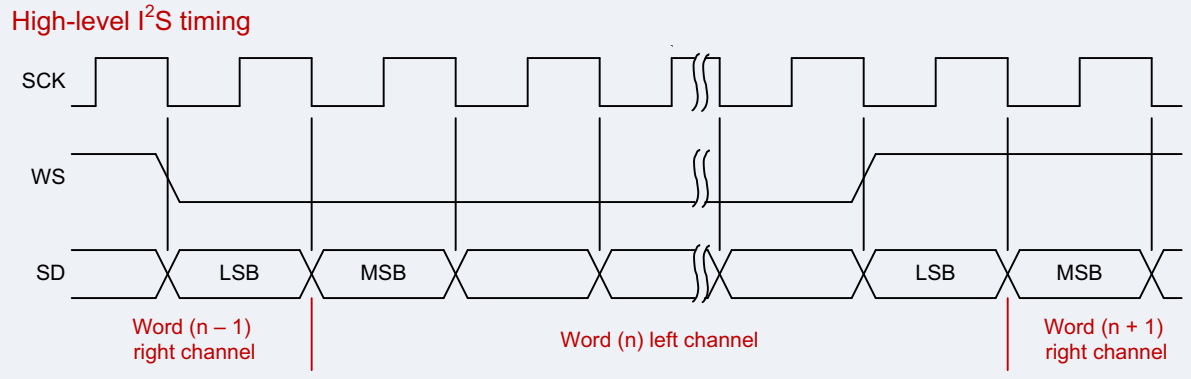 High-level I²S timing
SCK
WS
SD
LSB
MSB
LSB
MSB
Word (n – 1)
right channel
Word (n) left channel
Word (n + 1)
right channel